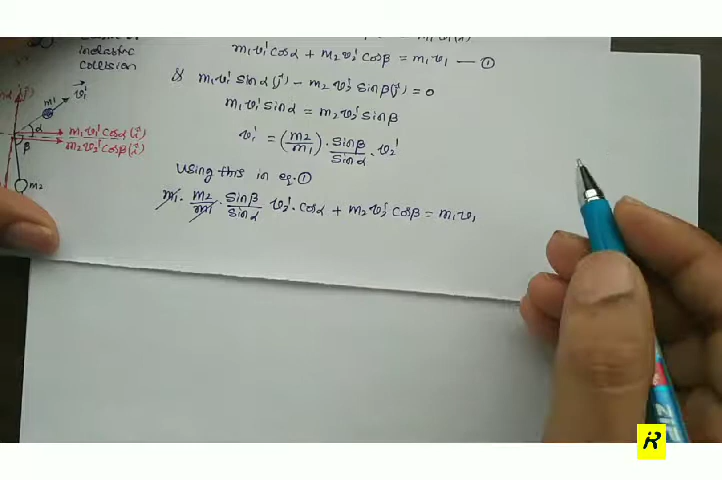 inelastic
collision
m₁v₁' cosα + m₂v₂' cosβ = m₁v₁ — ①
& m₁v₁' sinα(ĵ) − m₂v₂' sinβ(ĵ) = 0
m₁v₁' sinα = m₂v₂' sinβ
v₁' = (m₂/m₁) · sinβ/sinα · v₂'
Using this in eq. ①
m₁ · m₂/m₁ · sinβ/sinα v₂' · cosα + m₂v₂' cosβ = m₁v₁
m₁
v₁'
α
m₁v₁' cosα(î)
β
m₂v₂' cosβ(î)
m₂
R